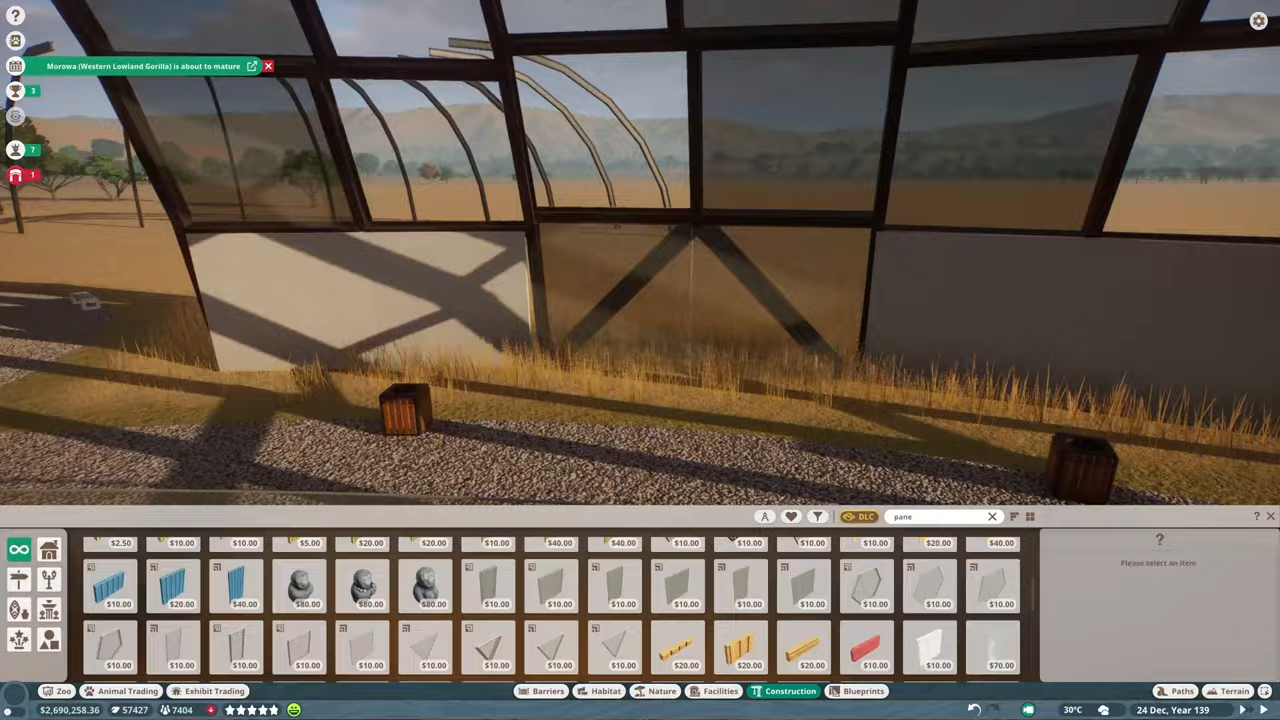 ?
Morowa (Western Lowland Gorilla) is about to mature
3
7
1
A
DLC
pane
?
$2.50 $10.00 $10.00 $5.00 $20.00 $20.00 $10.00 $40.00 $40.00 $10.00 $10.00 $10.00 $10.00 $20.00 $40.00
?
Please select an item
$10.00 $20.00 $40.00 $80.00 $80.00 $80.00 $10.00 $10.00 $10.00 $10.00 $10.00 $10.00 $10.00 $10.00 $10.00
$10.00 $10.00 $10.00 $10.00 $10.00 $10.00 $10.00 $10.00 $10.00 $20.00 $20.00 $20.00 $10.00 $10.00 $70.00
Zoo Animal Trading Exhibit Trading Barriers Habitat Nature Facilities Construction Blueprints Paths Terrain
$2,690,258.36 57427 7404 30°C 24 Dec, Year 139